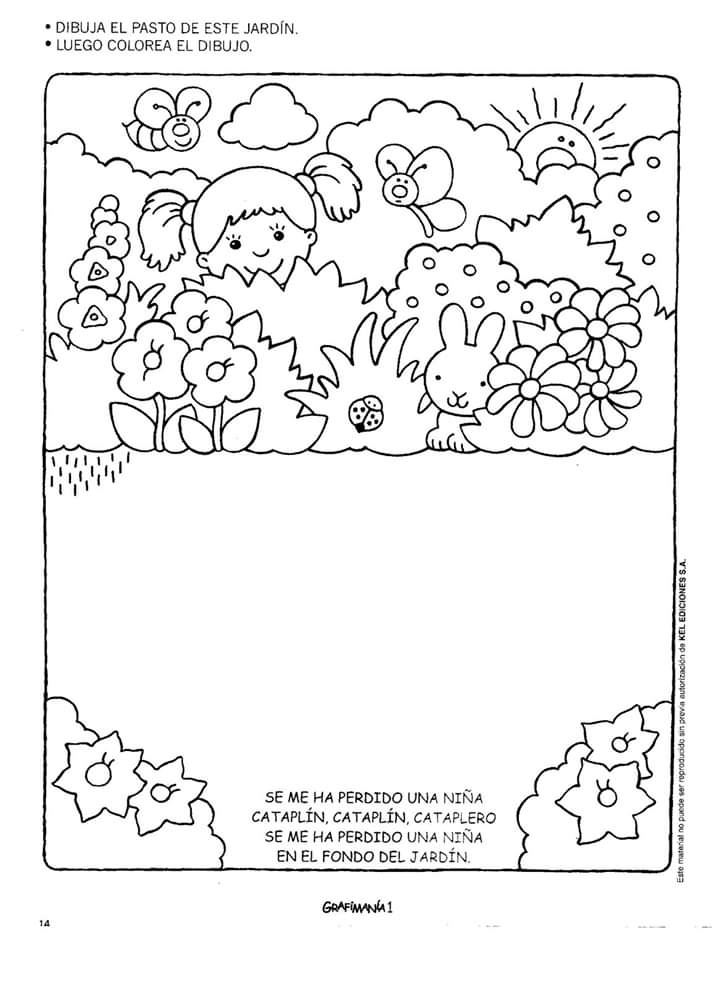 • DIBUJA EL PASTO DE ESTE JARDÍN.
• LUEGO COLOREA EL DIBUJO.
SE ME HA PERDIDO UNA NIÑA
CATAPLÍN, CATAPLÍN, CATAPLERO
SE ME HA PERDIDO UNA NIÑA
EN EL FONDO DEL JARDÍN.
Este material no puede ser reproducido sin previa autorización de KEL EDICIONES S.A.
GRAFIMANÍA 1
14